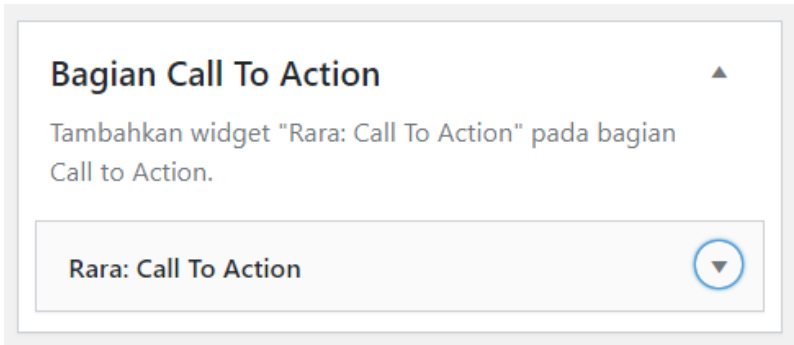 Bagian Call To Action
Tambahkan widget "Rara: Call To Action" pada bagian
Call to Action.
Rara: Call To Action